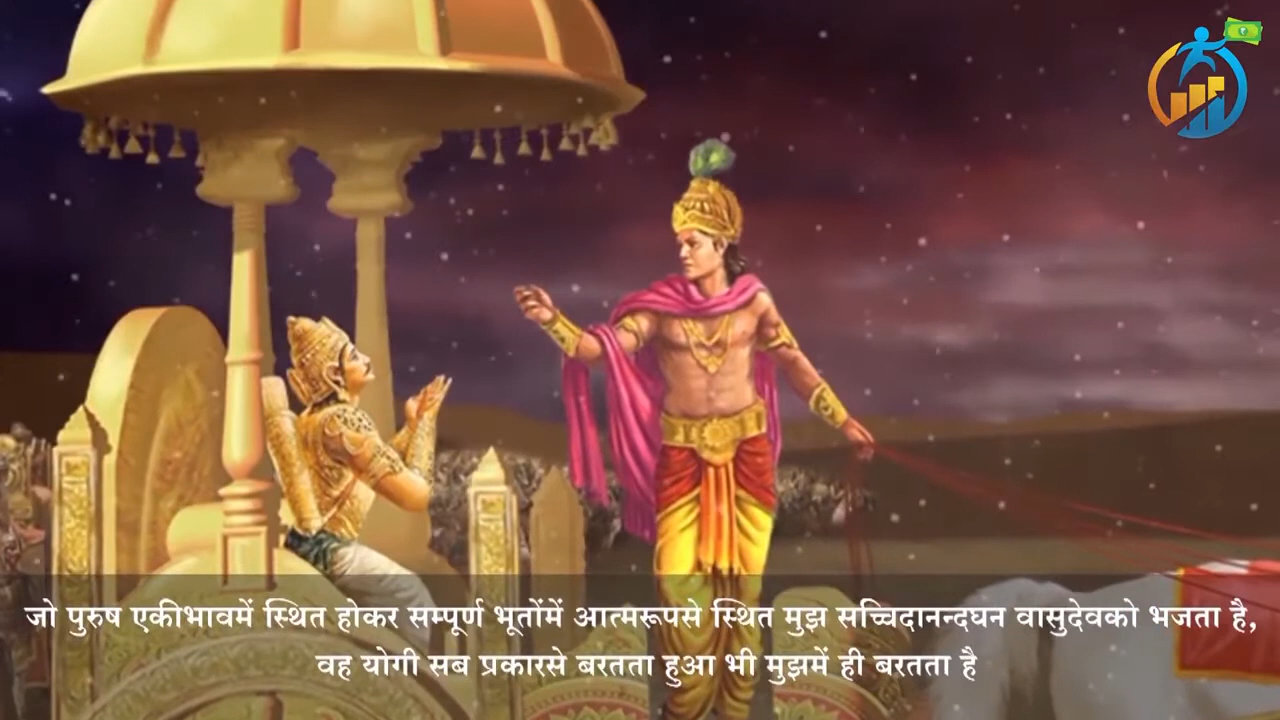 जो पुरुष एकीभावमें स्थित होकर सम्पूर्ण भूतोंमें आत्मरूपसे स्थित मुझ सच्चिदानन्दघन वासुदेवको भजता है,
वह योगी सब प्रकारसे बरतता हुआ भी मुझमें ही बरतता है